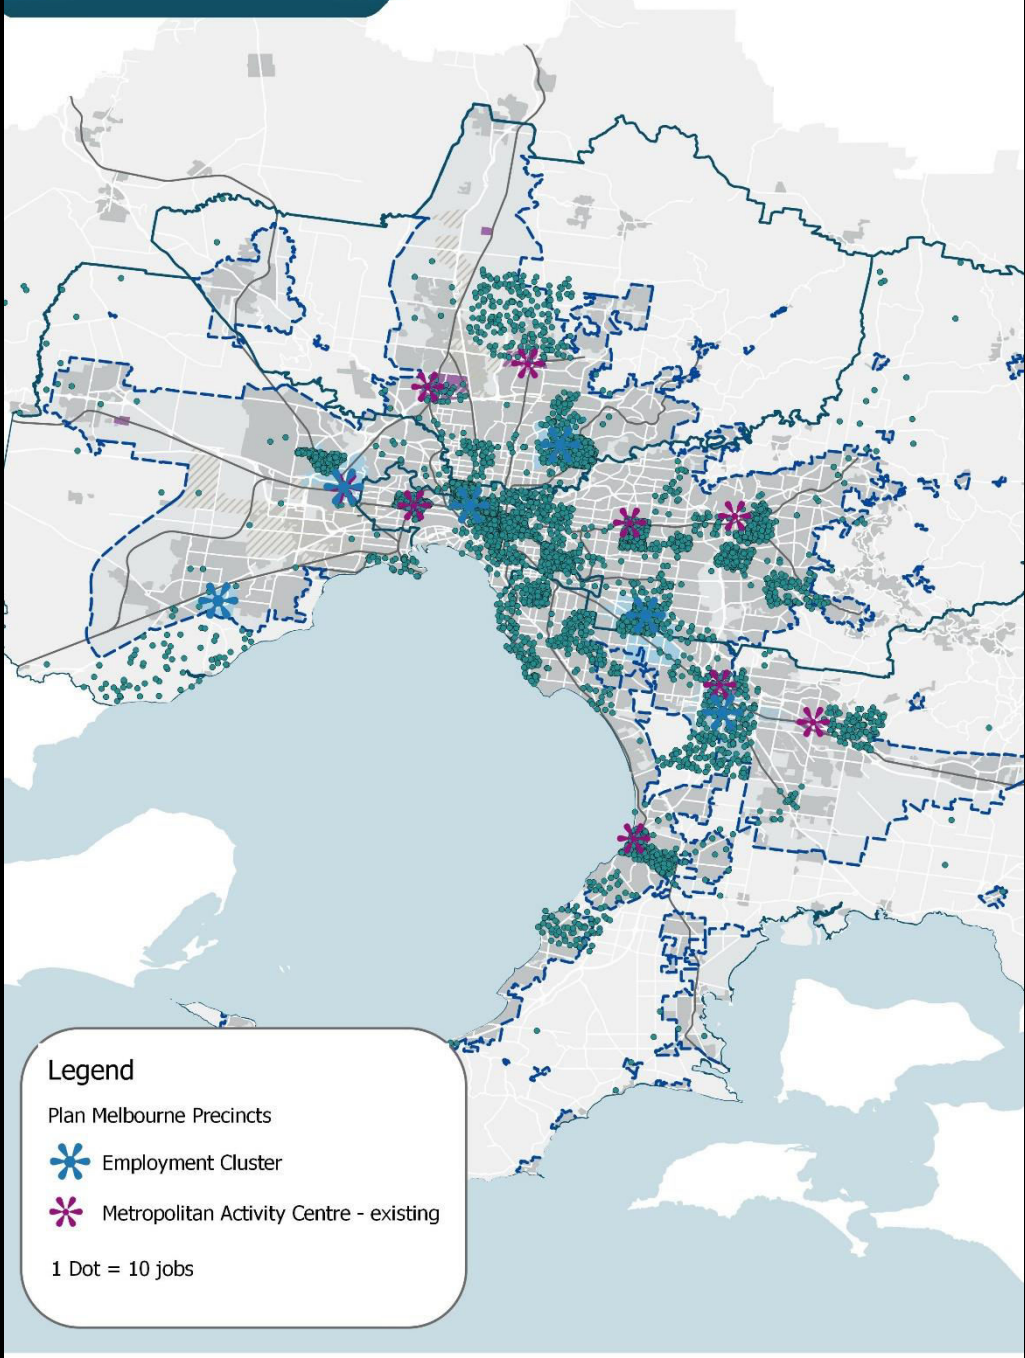 Legend
Plan Melbourne Precincts
Employment Cluster
Metropolitan Activity Centre - existing
1 Dot = 10 jobs